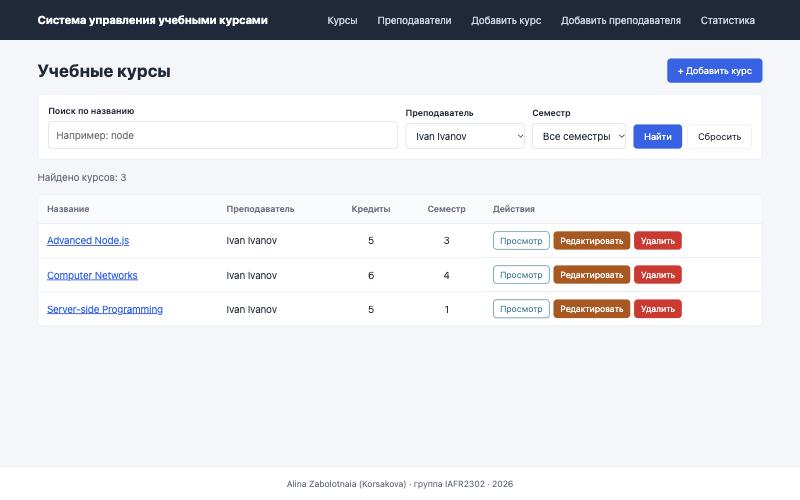 Система управления учебными курсами Курсы Преподаватели Добавить курс Добавить преподавателя Статистика
Учебные курсы + Добавить курс
Поиск по названию Преподаватель Семестр
Например: node Ivan Ivanov Все семестры Найти Сбросить
Найдено курсов: 3
Название Преподаватель Кредиты Семестр Действия
Advanced Node.js Ivan Ivanov 5 3 Просмотр Редактировать Удалить
Computer Networks Ivan Ivanov 6 4 Просмотр Редактировать Удалить
Server-side Programming Ivan Ivanov 5 1 Просмотр Редактировать Удалить
Alina Zabolotnaia (Korsakova) · группа IAFR2302 · 2026